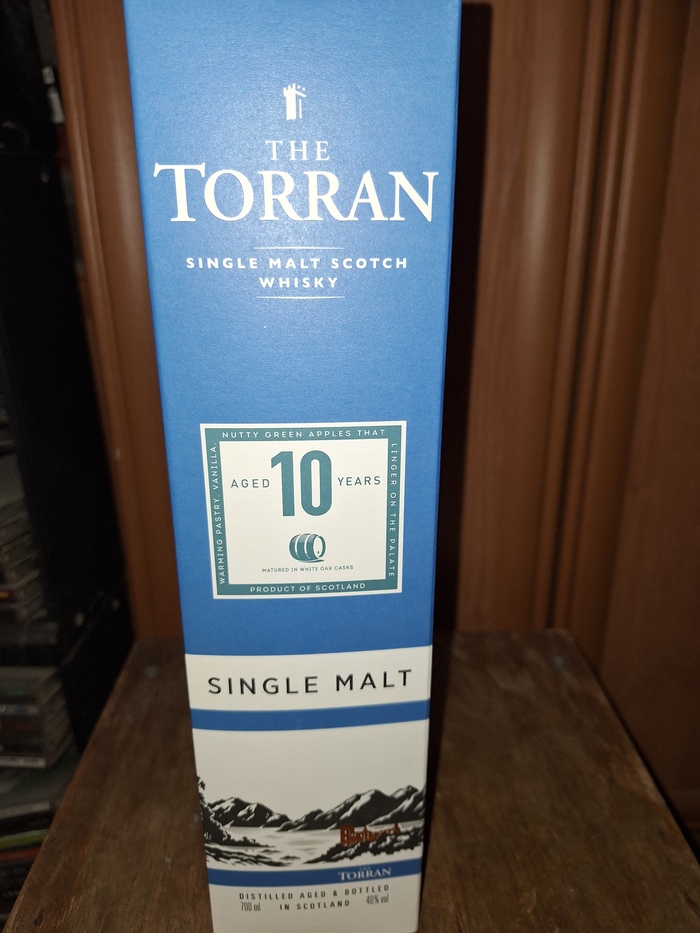 THE
TORRAN
SINGLE MALT SCOTCH
WHISKY
NUTTY GREEN APPLES THAT
LINGER ON THE PALATE
WARMING PASTRY, VANILLA,
AGED 10 YEARS
MATURED IN WHITE OAK CASKS
PRODUCT OF SCOTLAND
SINGLE MALT
THE
TORRAN
DISTILLED AGED & BOTTLED
700 ml IN SCOTLAND 40% vol